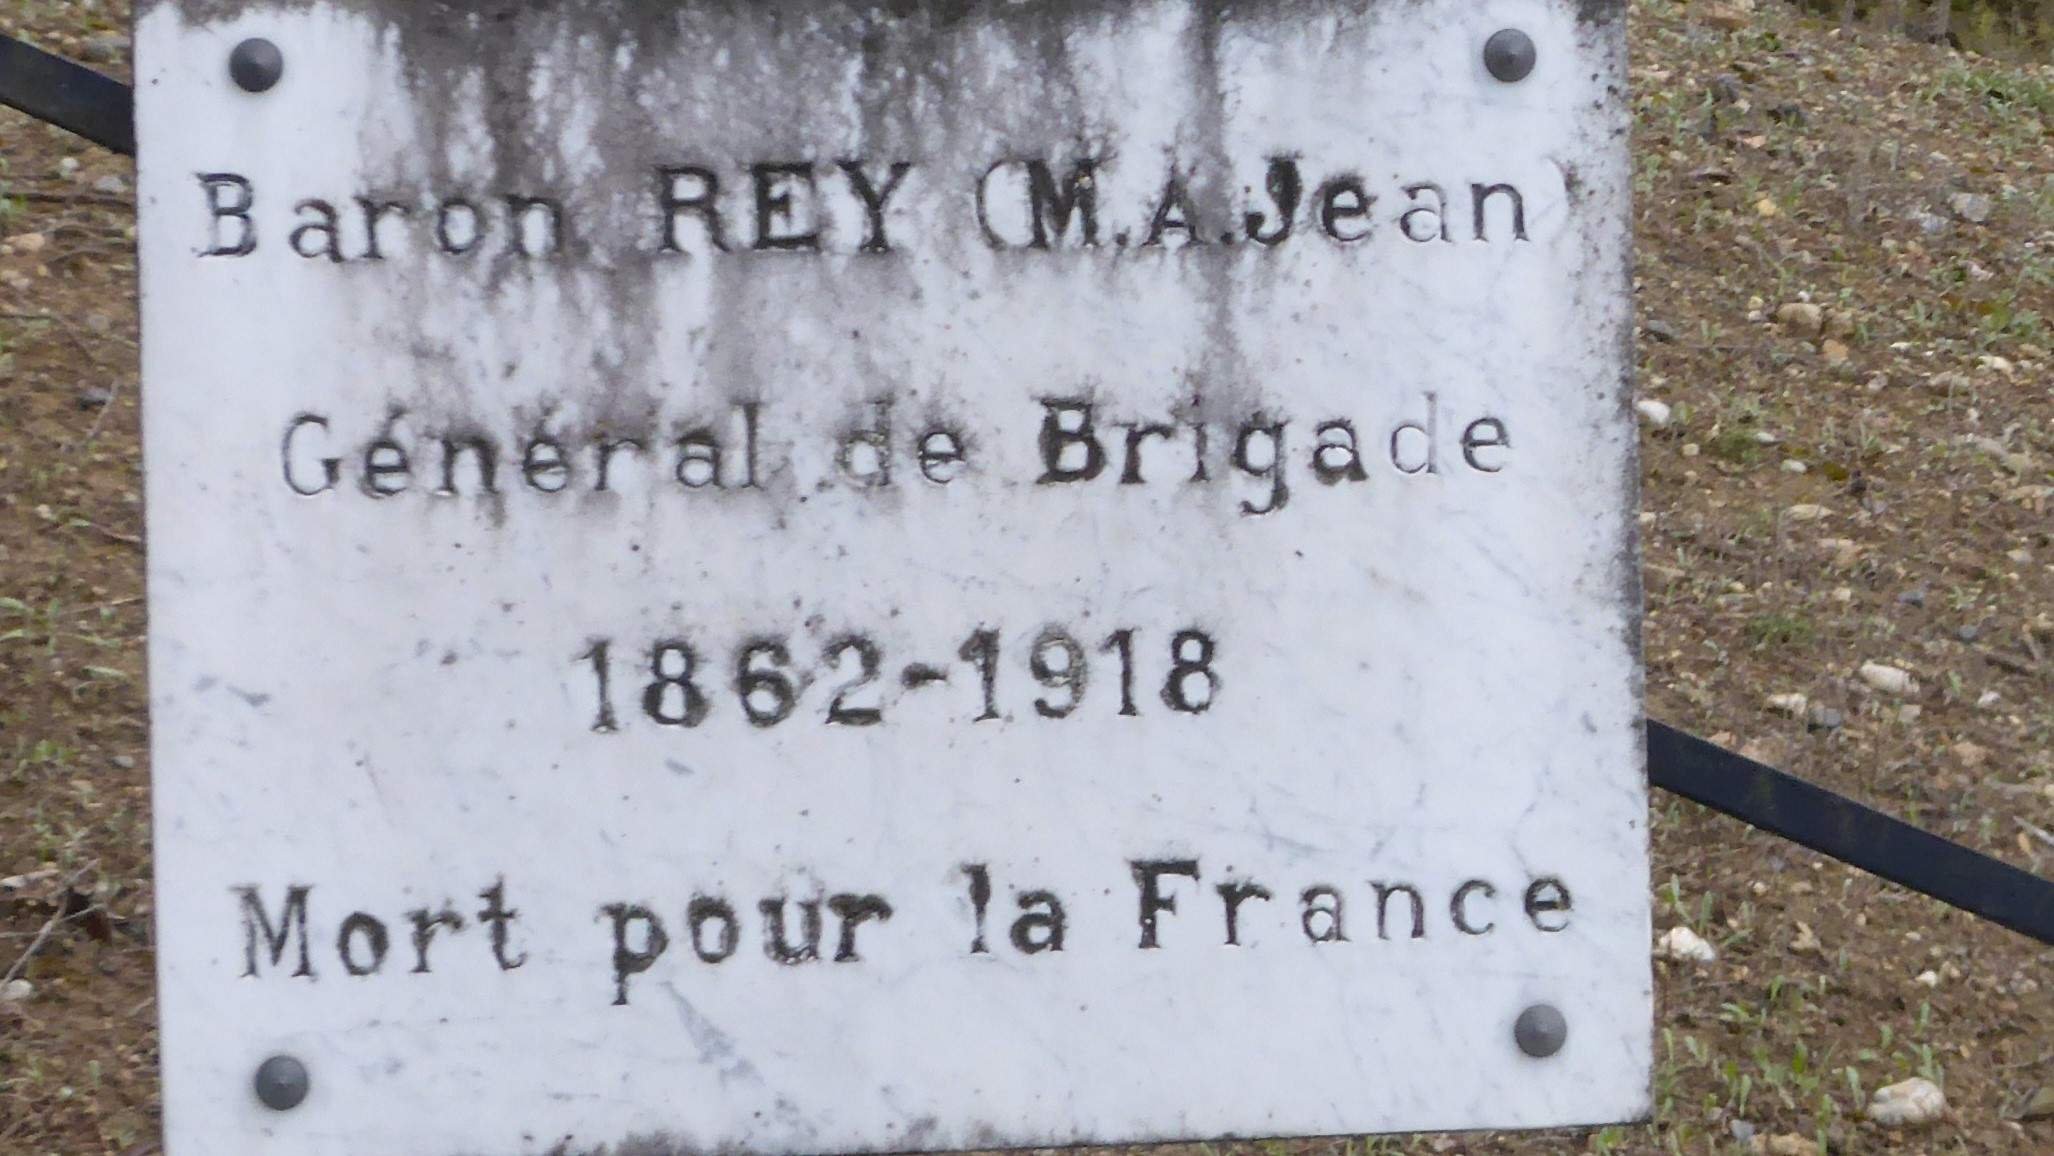 Baron REY (M.A.Jean)
Général de Brigade
1862-1918
Mort pour la France